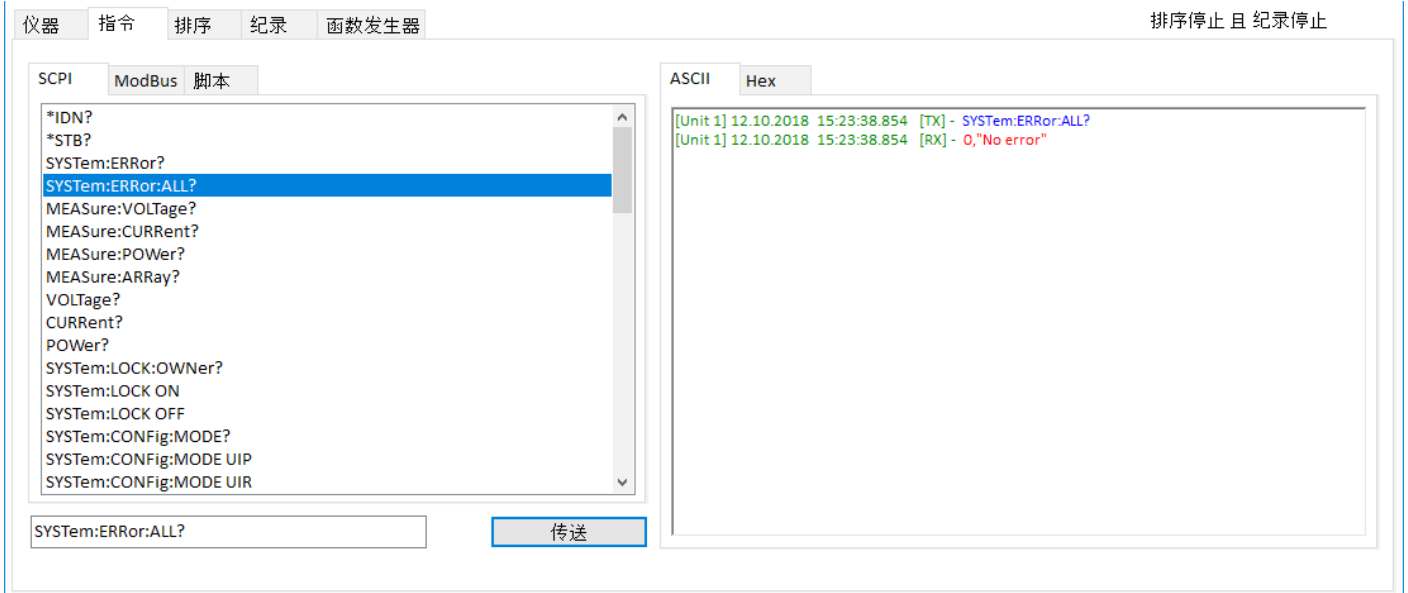 仪器 指令 排序 纪录 函数发生器 排序停止 且 纪录停止
SCPI ModBus 脚本
*IDN?
*STB?
SYSTem:ERRor?
SYSTem:ERRor:ALL?
MEASure:VOLTage?
MEASure:CURRent?
MEASure:POWer?
MEASure:ARRay?
VOLTage?
CURRent?
POWer?
SYSTem:LOCK:OWNer?
SYSTem:LOCK ON
SYSTem:LOCK OFF
SYSTem:CONFig:MODE?
SYSTem:CONFig:MODE UIP
SYSTem:CONFig:MODE UIR
SYSTem:ERRor:ALL? 传送
ASCII Hex
[Unit 1] 12.10.2018 15:23:38.854 [TX] - SYSTem:ERRor:ALL?
[Unit 1] 12.10.2018 15:23:38.854 [RX] - 0,"No error"